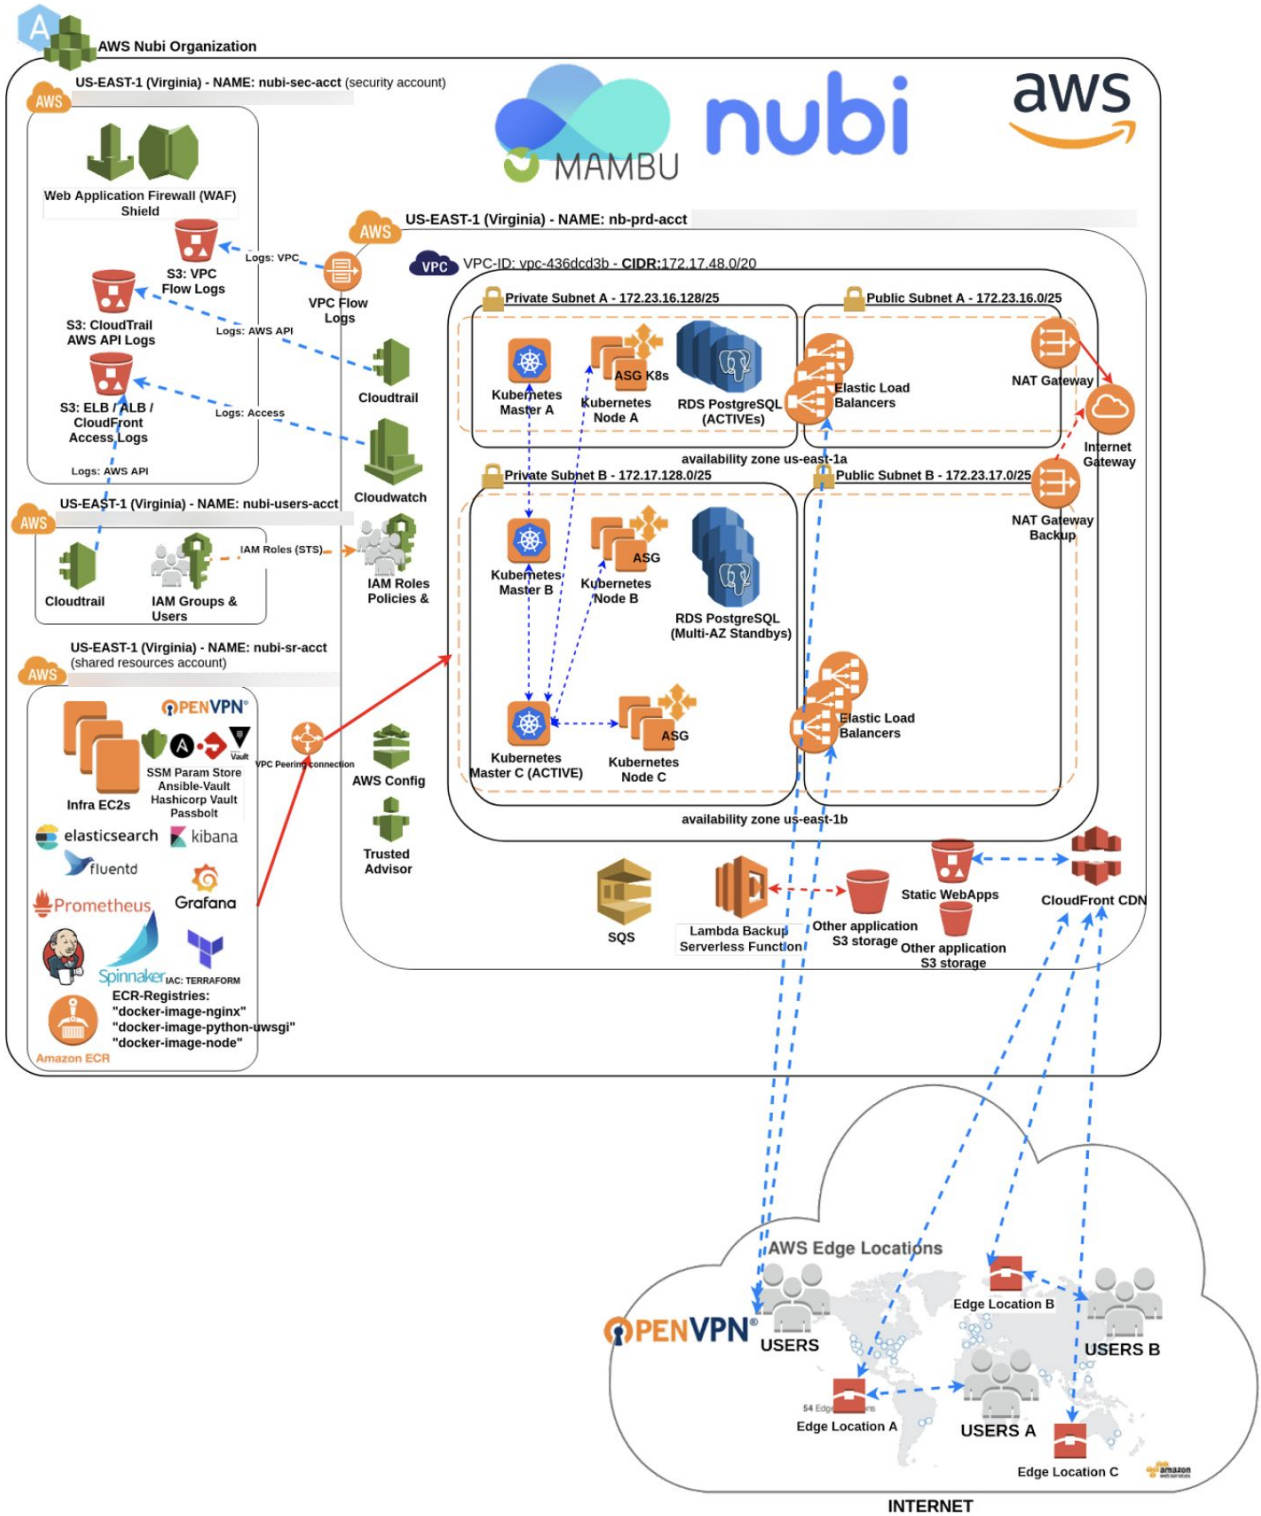 A
AWS Nubi Organization
US-EAST-1 (Virginia) - NAME: nubi-sec-acct (security account)
AWS
Web Application Firewall (WAF)
Shield
S3: VPC
Flow Logs
Logs: VPC
S3: CloudTrail
AWS API Logs
Logs: AWS API
S3: ELB / ALB /
CloudFront
Access Logs
Logs: Access
Logs: AWS API
MAMBU
nubi
aws
US-EAST-1 (Virginia) - NAME: nb-prd-acct
AWS
VPC
VPC-ID: vpc-436dcd3b - CIDR:172.17.48.0/20
VPC Flow
Logs
Cloudtrail
Cloudwatch
IAM Roles
Policies &
AWS Config
Trusted
Advisor
Private Subnet A - 172.23.16.128/25
Public Subnet A - 172.23.16.0/25
Kubernetes
Master A
ASG K8s
Kubernetes
Node A
RDS PostgreSQL
(ACTIVEs)
Elastic Load
Balancers
NAT Gateway
Internet
Gateway
availability zone us-east-1a
Private Subnet B - 172.17.128.0/25
Public Subnet B - 172.23.17.0/25
NAT Gateway
Backup
Kubernetes
Master B
ASG
Kubernetes
Node B
RDS PostgreSQL
(Multi-AZ Standbys)
Kubernetes
Master C (ACTIVE)
ASG
Kubernetes
Node C
Elastic Load
Balancers
availability zone us-east-1b
US-EAST-1 (Virginia) - NAME: nubi-users-acct
AWS
Cloudtrail
IAM Groups &
Users
IAM Roles (STS)
US-EAST-1 (Virginia) - NAME: nubi-sr-acct
(shared resources account)
AWS
OPENVPN®
Vault
Infra EC2s
SSM Param Store
Ansible-Vault
Hashicorp Vault
Passbolt
VPC Peering connection
elasticsearch
kibana
fluentd
Prometheus
Grafana
Spinnaker
IAC: TERRAFORM
ECR-Registries:
"docker-image-nginx"
"docker-image-python-uwsgi"
"docker-image-node"
Amazon ECR
SQS
Lambda Backup
Serverless Function
Other application
S3 storage
Static WebApps
Other application
S3 storage
CloudFront CDN
AWS Edge Locations
OPENVPN®
USERS
Edge Location B
USERS B
54 Edge
Edge Location A
USERS A
Edge Location C
amazon
web services
INTERNET